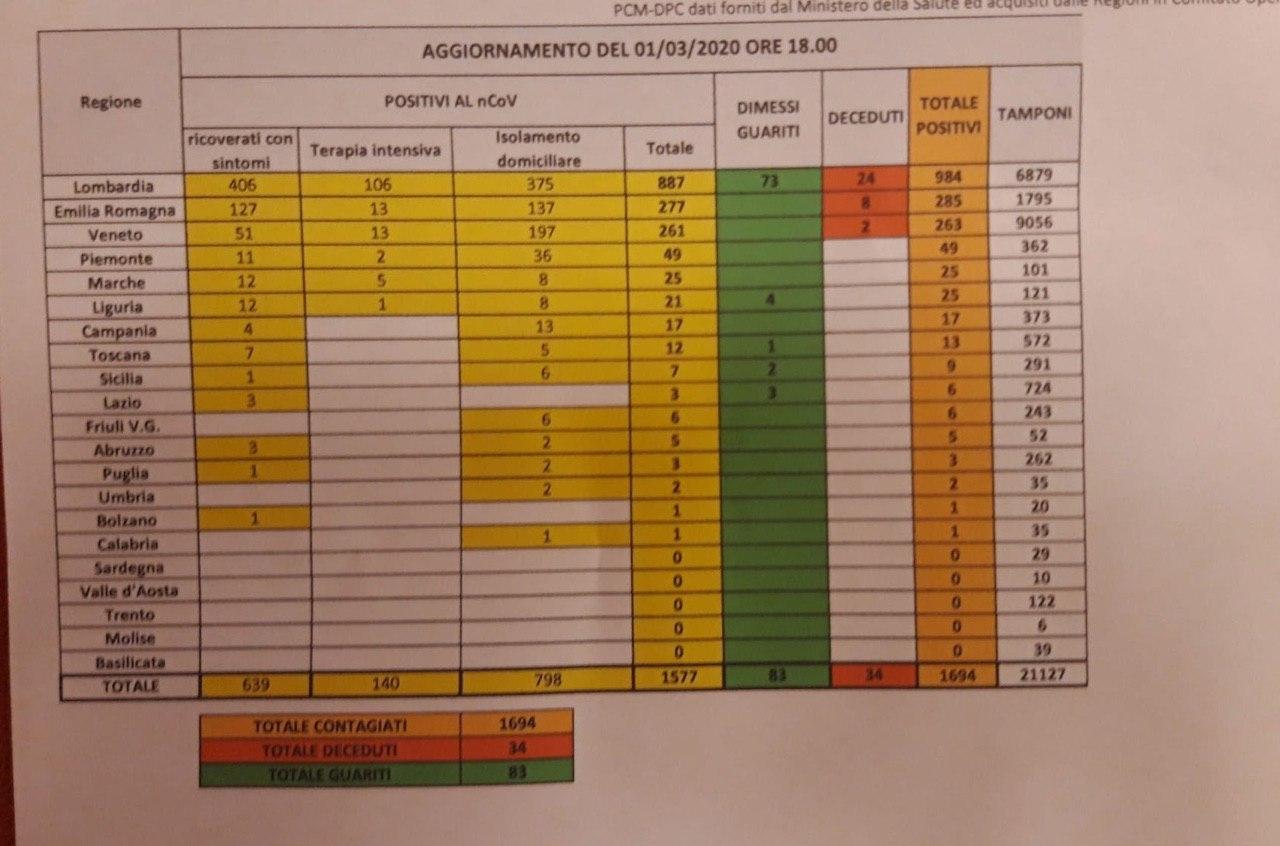 PCM-DPC dati forniti dal Ministero della Salute ed acquisiti dalle Regioni in Comitato
AGGIORNAMENTO DEL 01/03/2020 ORE 18.00
Regione POSITIVI AL nCoV DIMESSI GUARITI DECEDUTI TOTALE POSITIVI TAMPONI
ricoverati con sintomi Terapia intensiva Isolamento domiciliare Totale
Lombardia 406 106 375 887 73 24 984 6879
Emilia Romagna 127 13 137 277 8 285 1795
Veneto 51 13 197 261 2 263 9056
Piemonte 11 2 36 49 49 362
Marche 12 5 8 25 25 101
Liguria 12 1 8 21 4 25 121
Campania 4 13 17 17 373
Toscana 7 5 12 1 13 572
Sicilia 1 6 7 2 9 291
Lazio 3 3 3 6 724
Friuli V.G. 6 6 6 243
Abruzzo 3 2 5 5 52
Puglia 1 2 3 3 262
Umbria 2 2 2 35
Bolzano 1 1 1 20
Calabria 1 1 1 35
Sardegna 0 0 29
Valle d'Aosta 0 0 10
Trento 0 0 122
Molise 0 0 6
Basilicata 0 0 39
TOTALE 639 140 798 1577 83 34 1694 21127
TOTALE CONTAGIATI 1694
TOTALE DECEDUTI 34
TOTALE GUARITI 83